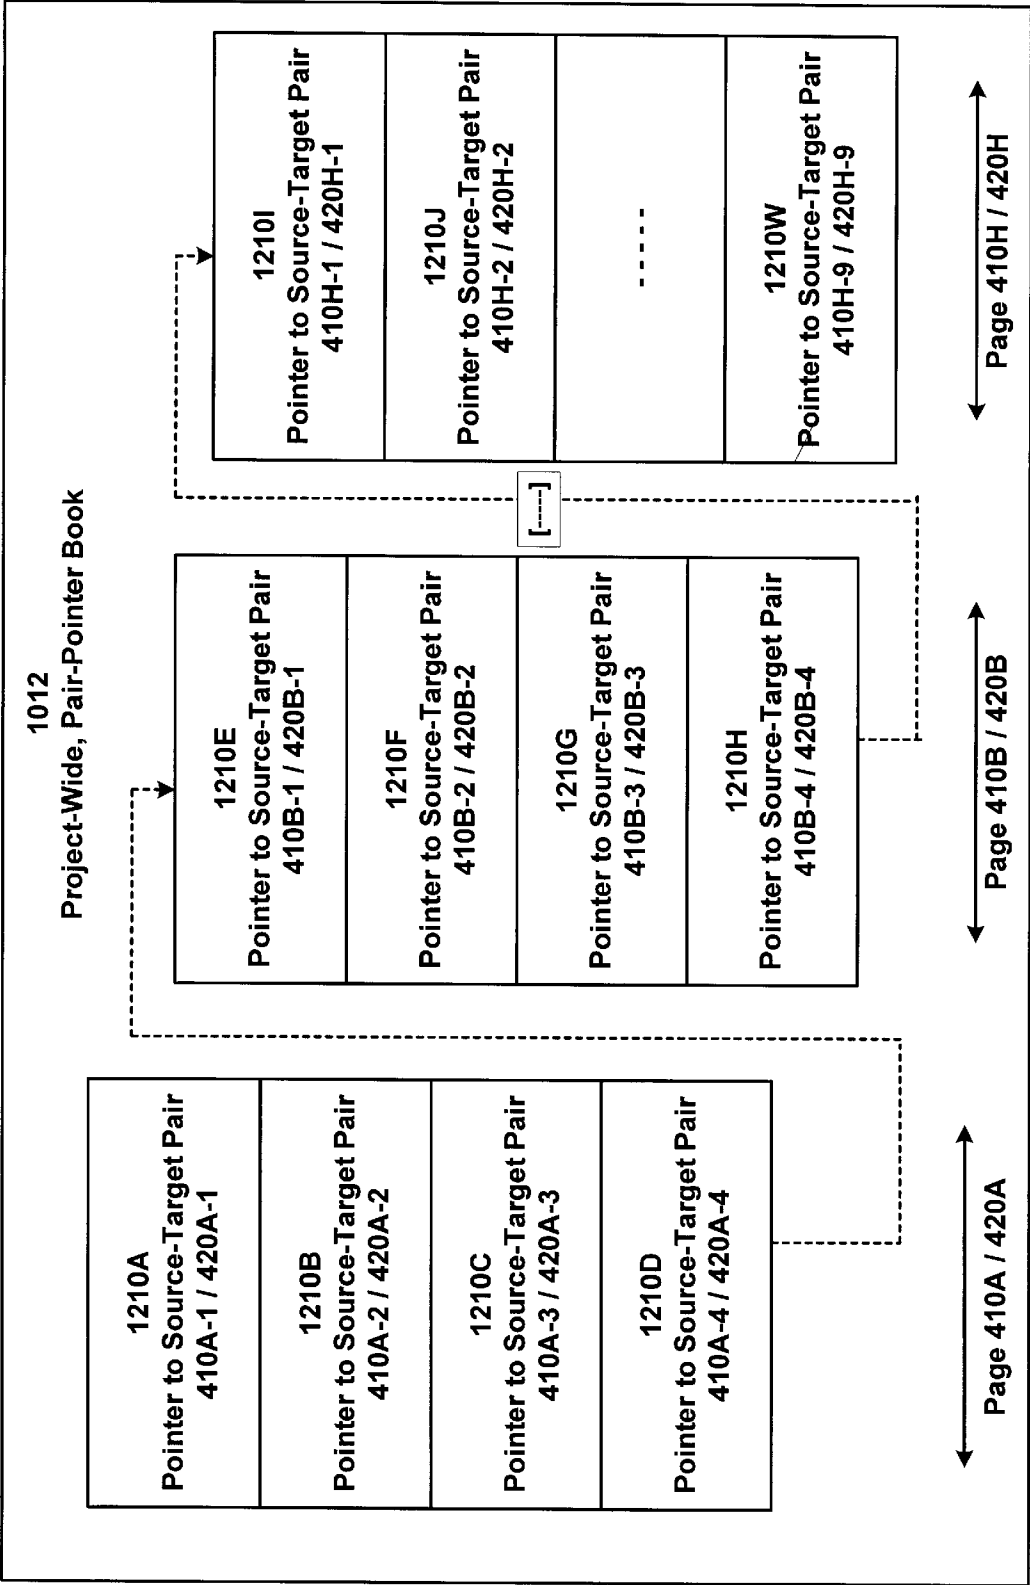 1012
Project-Wide, Pair-Pointer Book
1210A
Pointer to Source-Target Pair
410A-1 / 420A-1
1210B
Pointer to Source-Target Pair
410A-2 / 420A-2
1210C
Pointer to Source-Target Pair
410A-3 / 420A-3
1210D
Pointer to Source-Target Pair
410A-4 / 420A-4
Page 410A / 420A
1210E
Pointer to Source-Target Pair
410B-1 / 420B-1
1210F
Pointer to Source-Target Pair
410B-2 / 420B-2
1210G
Pointer to Source-Target Pair
410B-3 / 420B-3
1210H
Pointer to Source-Target Pair
410B-4 / 420B-4
Page 410B / 420B
[-----]
1210I
Pointer to Source-Target Pair
410H-1 / 420H-1
1210J
Pointer to Source-Target Pair
410H-2 / 420H-2
- - - - -
1210W
Pointer to Source-Target Pair
410H-9 / 420H-9
Page 410H / 420H